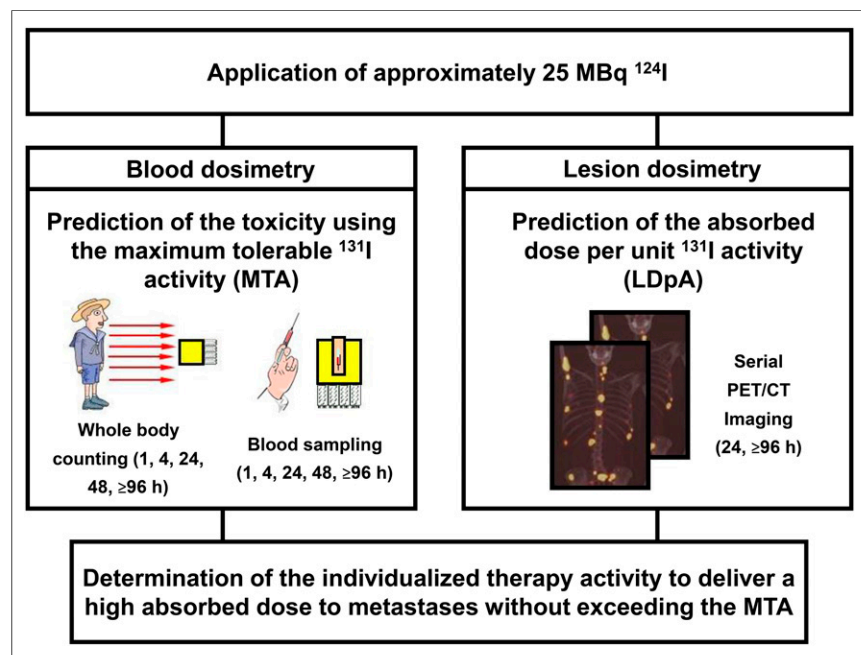 Application of approximately 25 MBq ¹²⁴I
Blood dosimetry
Prediction of the toxicity using
the maximum tolerable ¹³¹I
activity (MTA)
Whole body
counting (1, 4, 24,
48, ≥96 h)
Blood sampling
(1, 4, 24, 48, ≥96 h)
Lesion dosimetry
Prediction of the absorbed
dose per unit ¹³¹I activity
(LDpA)
Serial
PET/CT
Imaging
(24, ≥96 h)
Determination of the individualized therapy activity to deliver a
high absorbed dose to metastases without exceeding the MTA